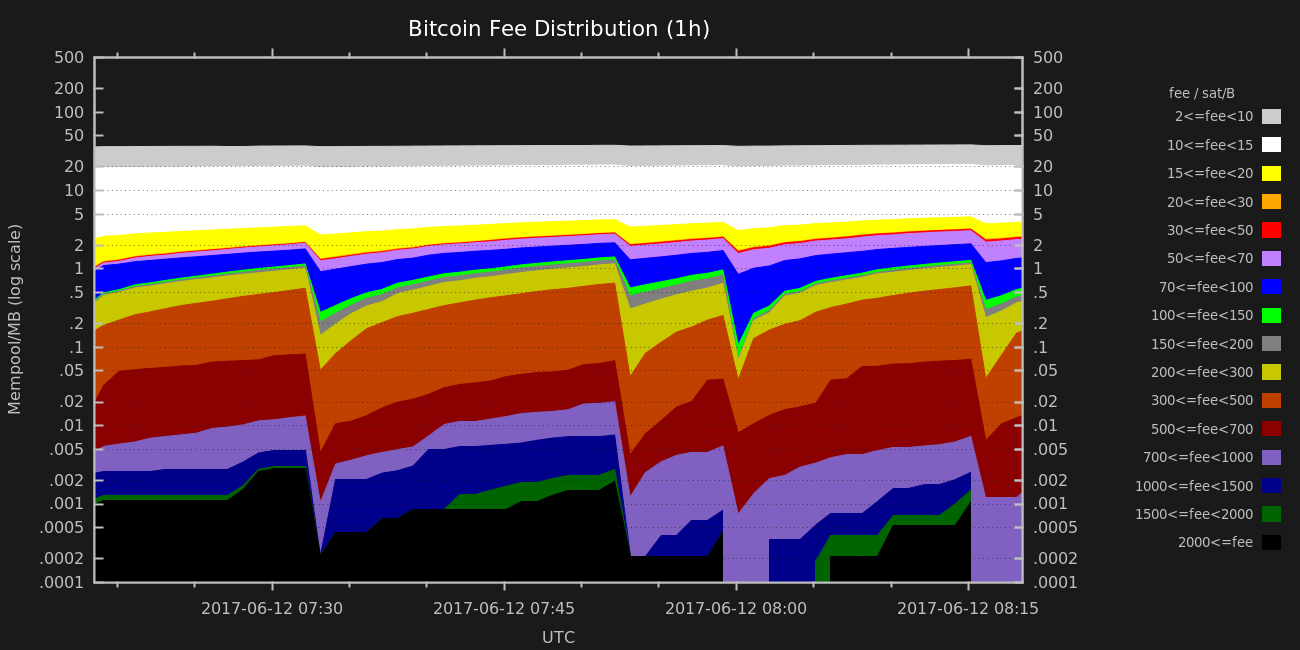 Bitcoin Fee Distribution (1h)
Mempool/MB (log scale)
500
200
100
50
20
10
5
2
1
.5
.2
.1
.05
.02
.01
.005
.002
.001
.0005
.0002
.0001
500
200
100
50
20
10
5
2
1
.5
.2
.1
.05
.02
.01
.005
.002
.001
.0005
.0002
.0001
2017-06-12 07:30
2017-06-12 07:45
2017-06-12 08:00
2017-06-12 08:15
UTC
fee / sat/B
2<=fee<10
10<=fee<15
15<=fee<20
20<=fee<30
30<=fee<50
50<=fee<70
70<=fee<100
100<=fee<150
150<=fee<200
200<=fee<300
300<=fee<500
500<=fee<700
700<=fee<1000
1000<=fee<1500
1500<=fee<2000
2000<=fee